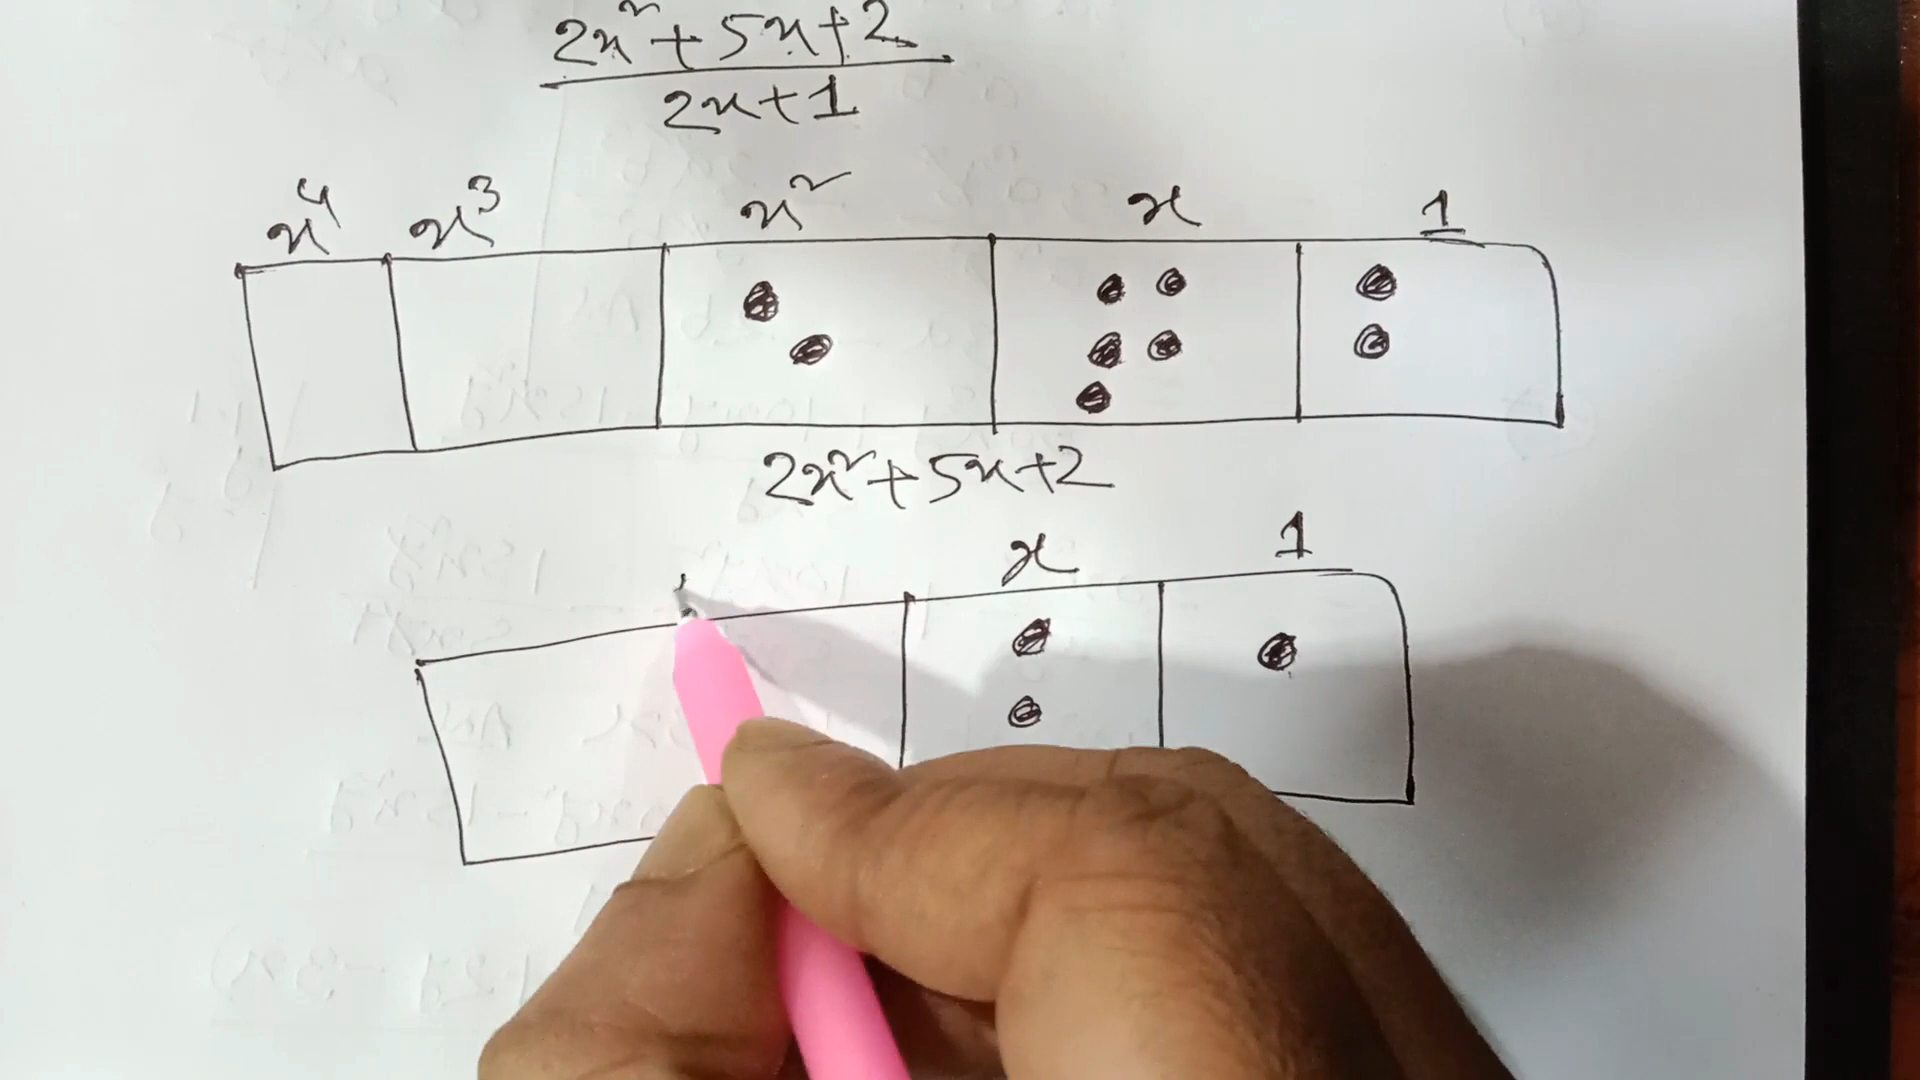 2x²+5x+2
2x+1
x⁴ x³ x² x 1
2x²+5x+2
x 1